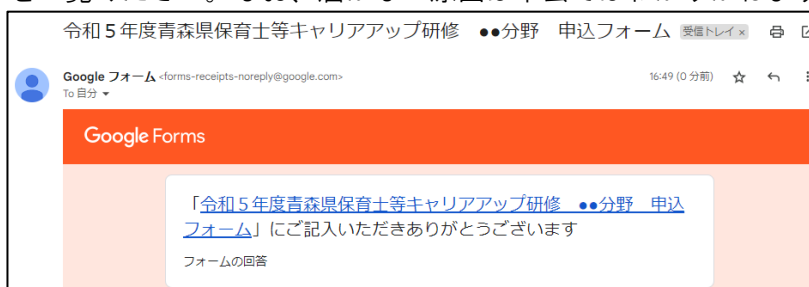 令和５年度青森県保育士等キャリアアップ研修　●●分野　申込フォーム 受信トレイ ×
Google フォーム <forms-receipts-noreply@google.com> 16:49 (0 分前)
To 自分
Google Forms
「令和５年度青森県保育士等キャリアアップ研修　●●分野　申込
フォーム」にご記入いただきありがとうございます
フォームの回答